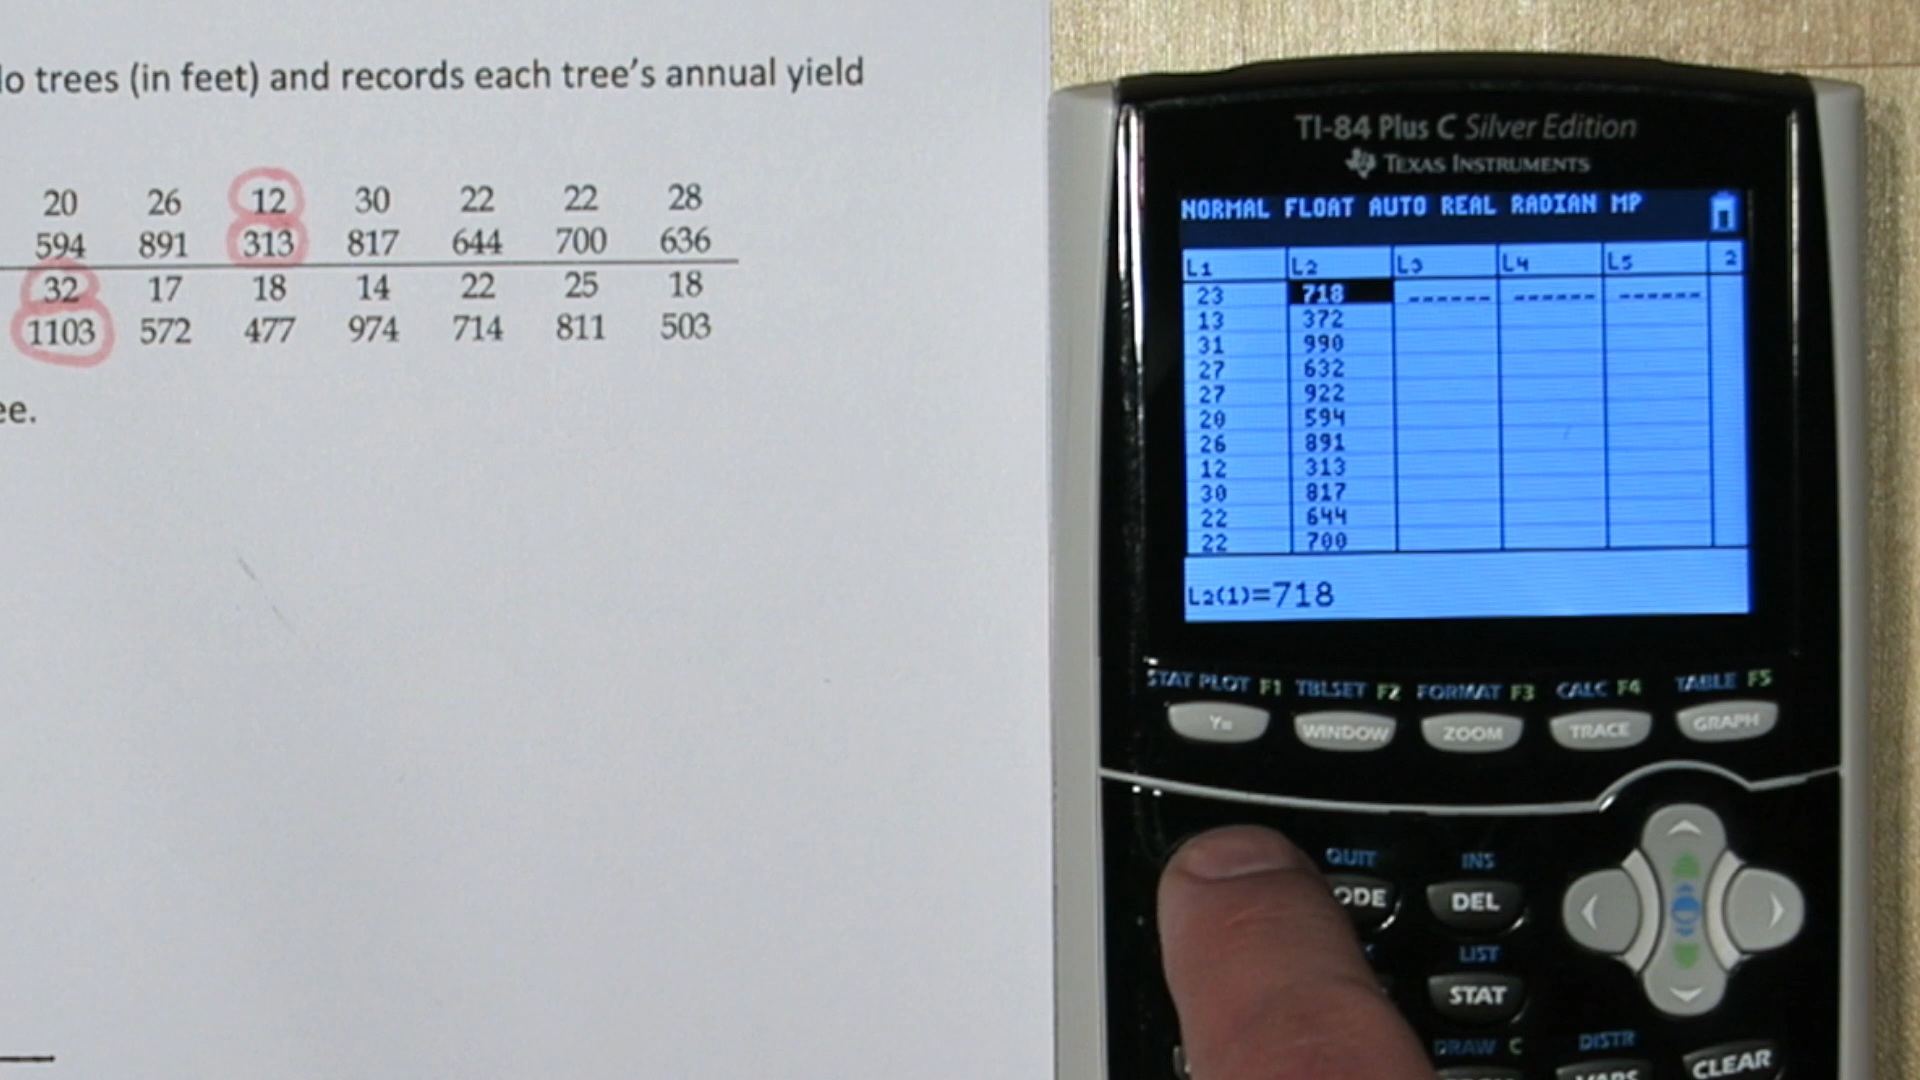 lo trees (in feet) and records each tree's annual yield
20 26 12 30 22 22 28
594 891 313 817 644 700 636
32 17 18 14 22 25 18
1103 572 477 974 714 811 503
ee.
TI-84 Plus C Silver Edition
TEXAS INSTRUMENTS
NORMAL FLOAT AUTO REAL RADIAN MP
L1 L2 L3 L4 L5 2
23 718 ------ ------ ------
13 372
31 990
27 632
27 922
20 594
26 891
12 313
30 817
22 644
22 700
L2(1)=718
STAT PLOT F1 TBLSET F2 FORMAT F3 CALC F4 TABLE F5
Y= WINDOW ZOOM TRACE GRAPH
QUIT INS
ODE DEL
LIST
STAT
DRAW C DISTR
VARS CLEAR